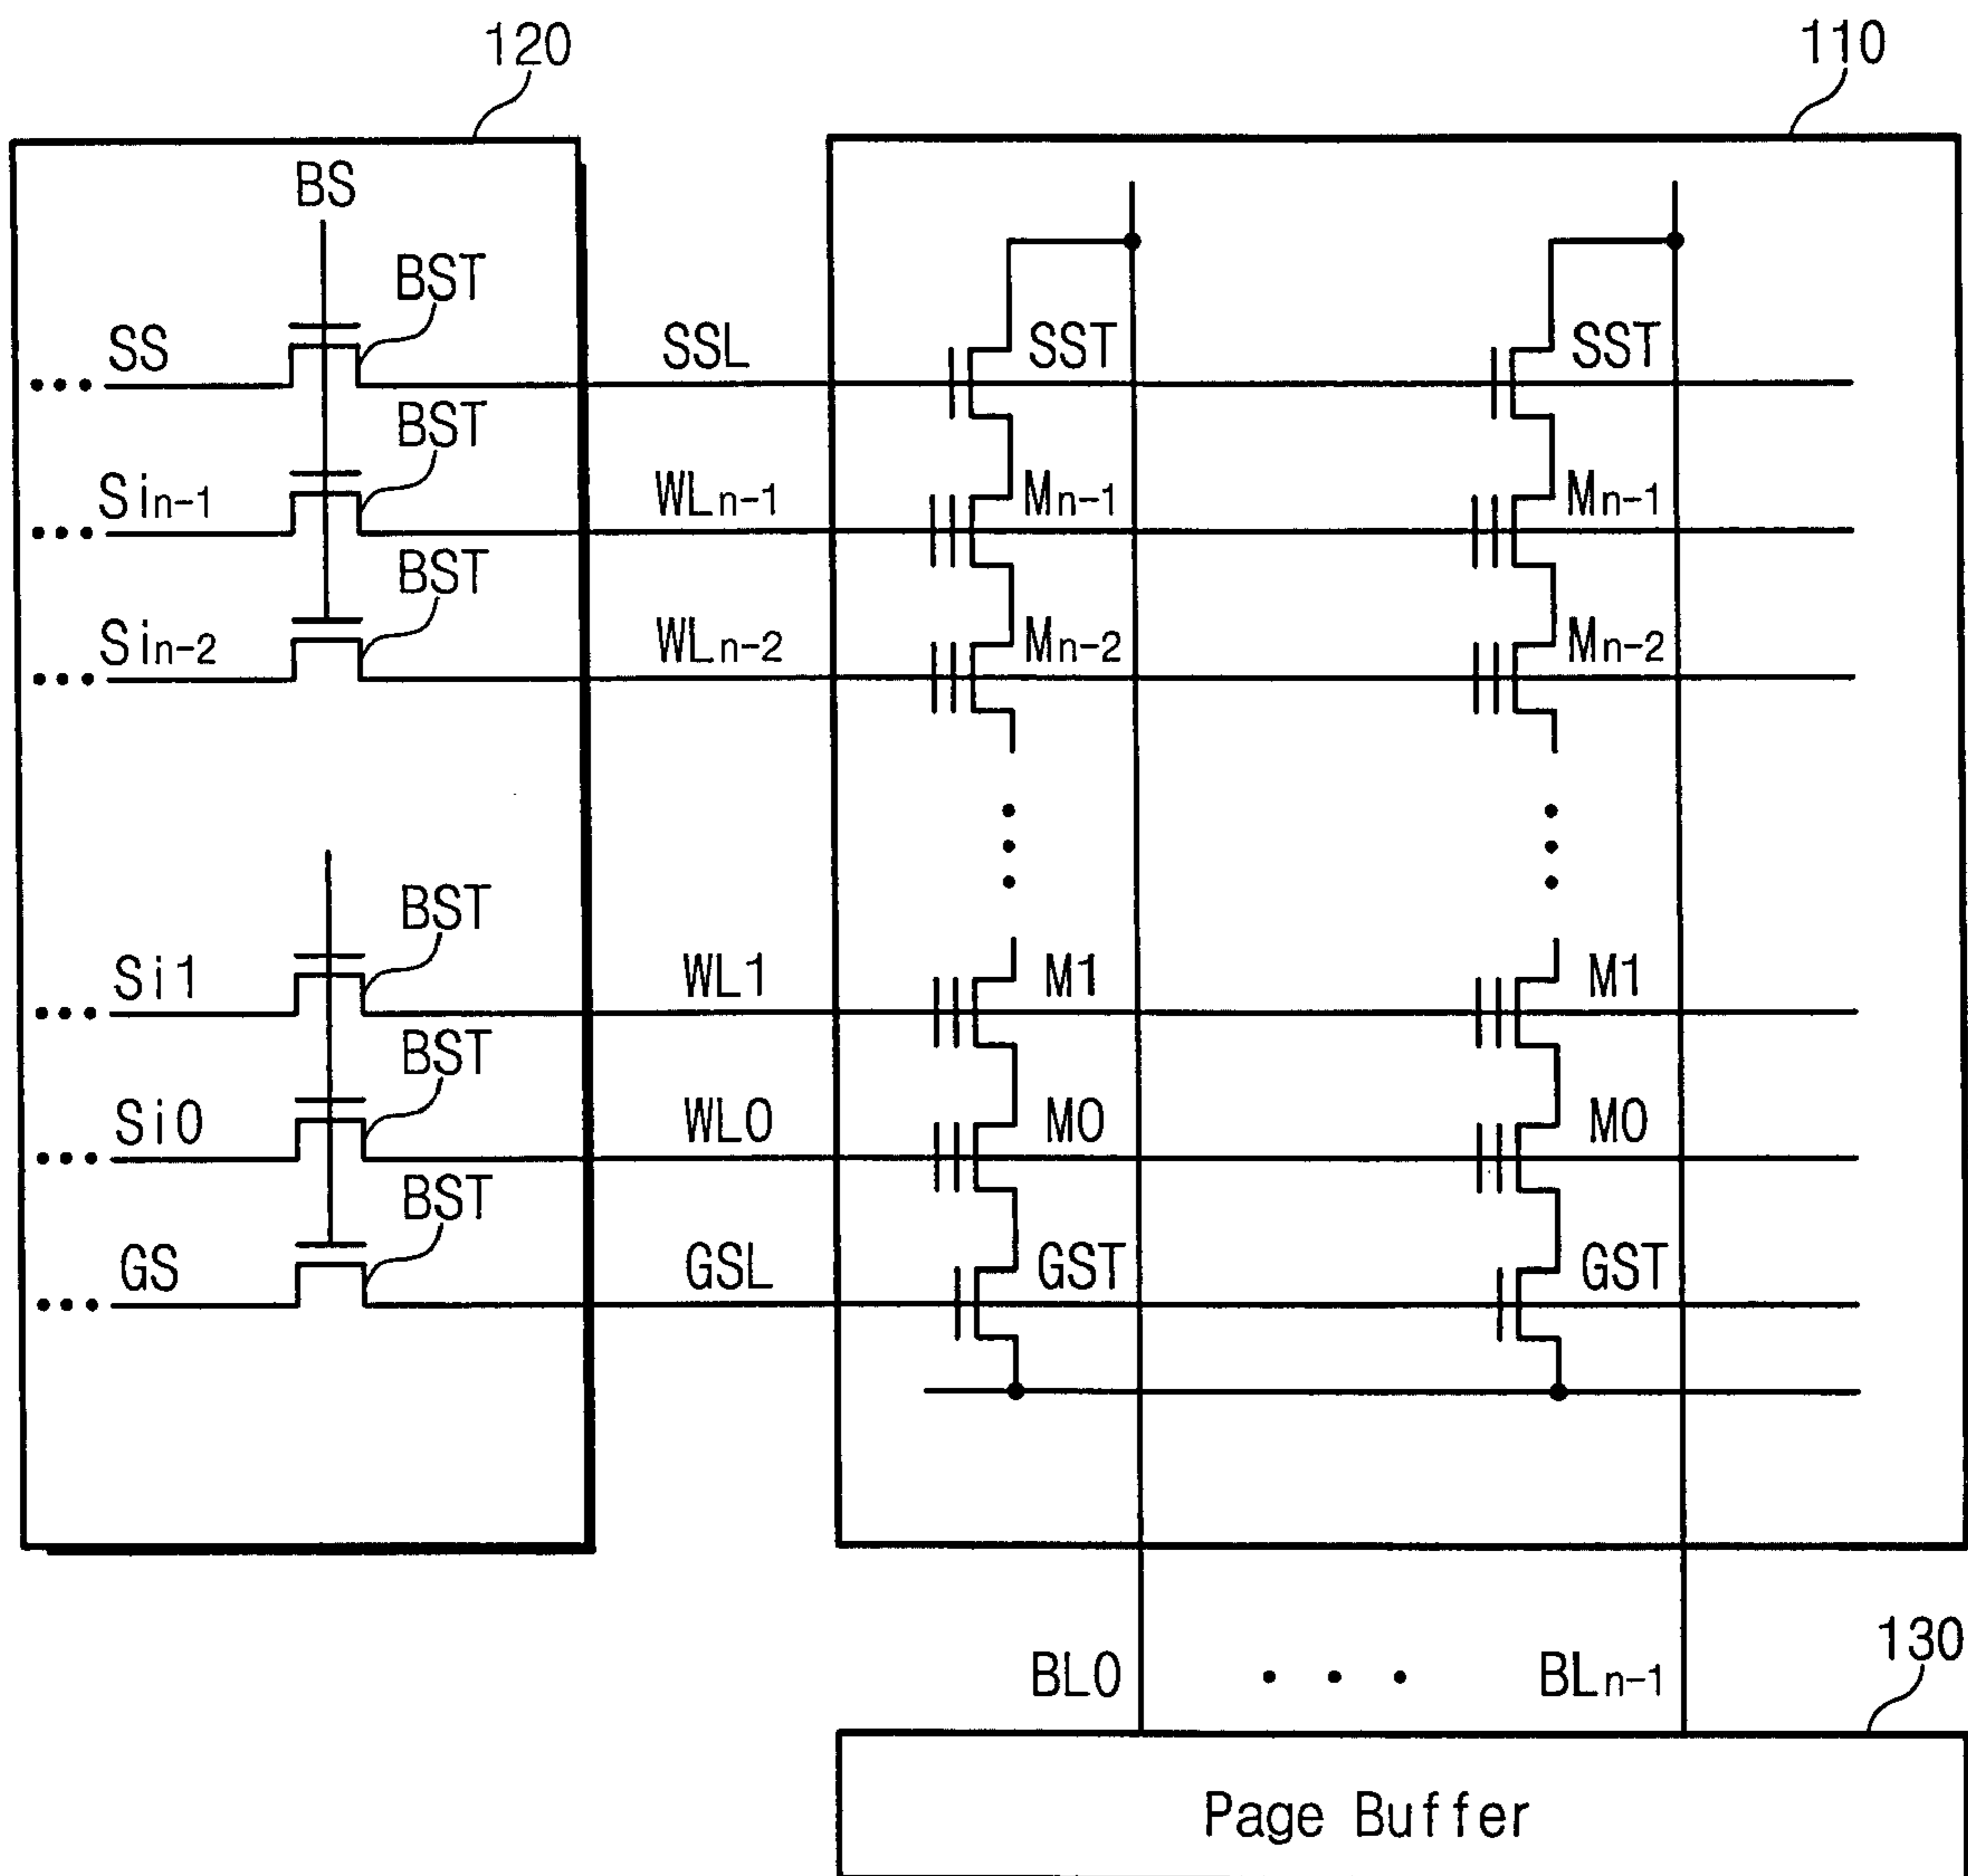 120
110
BS
BST
SS SSL SST SST
BST
Sin-1 WLn-1 Mn-1 Mn-1
BST
Sin-2 WLn-2 Mn-2 Mn-2
BST
Si1 WL1 M1 M1
BST
Si0 WL0 M0 M0
BST
GS GSL GST GST
130
BL0 • • • BLn-1
Page Buffer